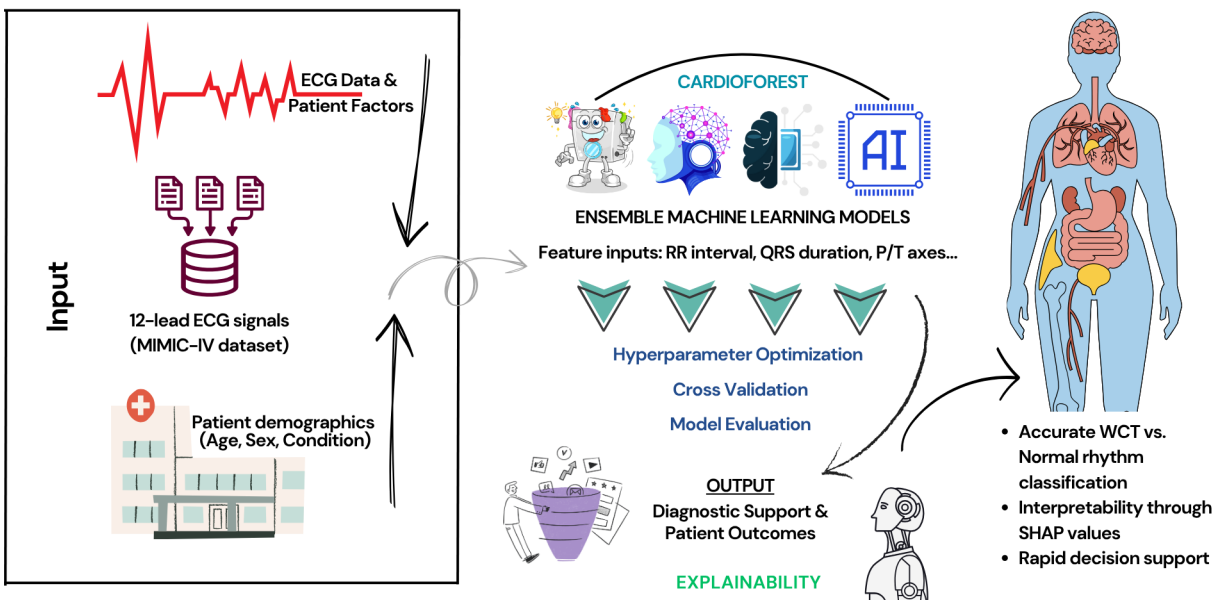 Input
ECG Data &
Patient Factors
12-lead ECG signals
(MIMIC-IV dataset)
Patient demographics
(Age, Sex, Condition)
CARDIOFOREST
AI
ENSEMBLE MACHINE LEARNING MODELS
Feature inputs: RR interval, QRS duration, P/T axes...
Hyperparameter Optimization
Cross Validation
Model Evaluation
OUTPUT
Diagnostic Support &
Patient Outcomes
EXPLAINABILITY
• Accurate WCT vs.
Normal rhythm
classification
• Interpretability through
SHAP values
• Rapid decision support